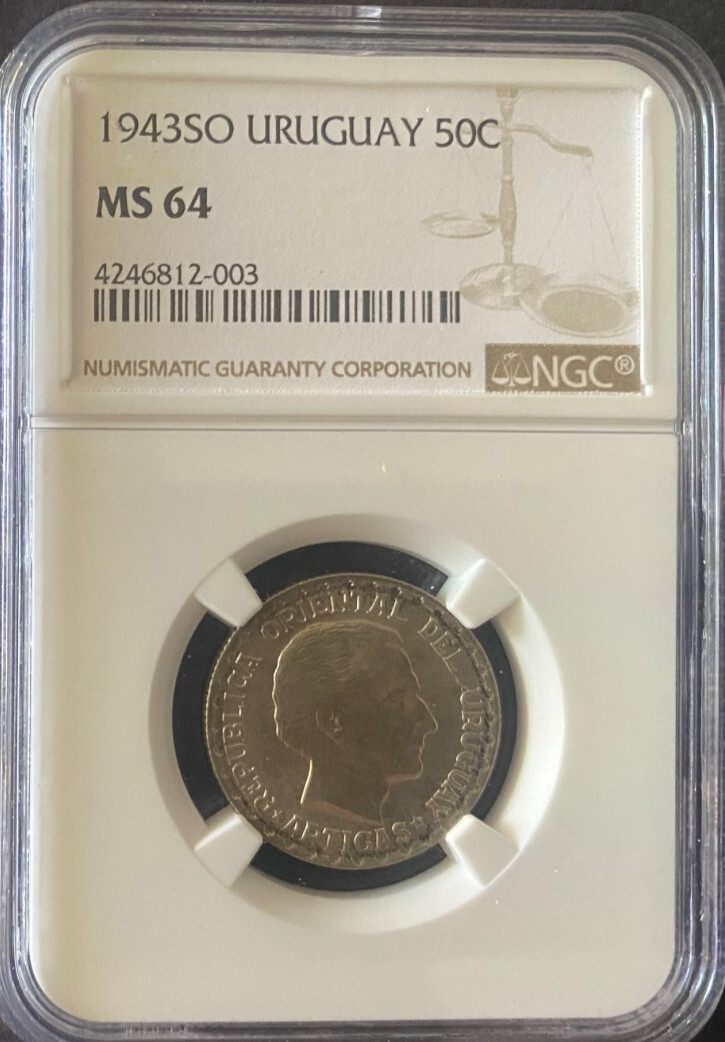 1943SO URUGUAY 50C
MS 64
4246812-003
NUMISMATIC GUARANTY CORPORATION NGC®
REPUBLICA ORIENTAL DEL URUGUAY
★ARTIGAS★